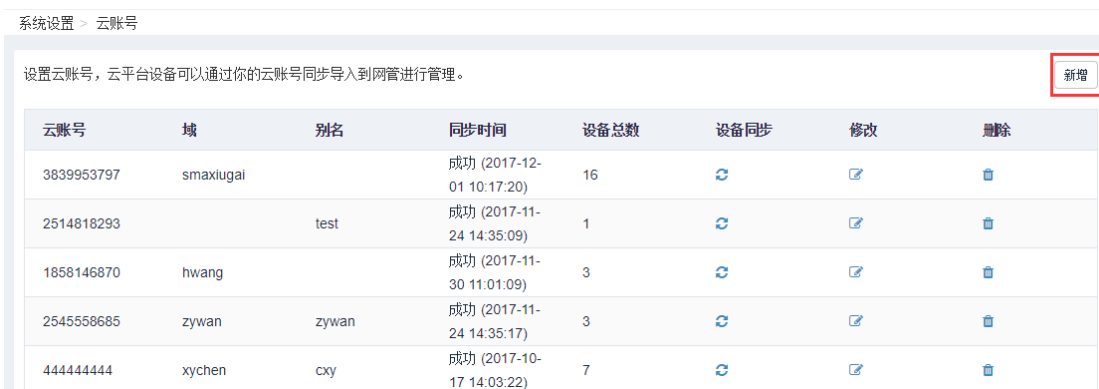 系统设置 > 云账号
设置云账号，云平台设备可以通过你的云账号同步导入到网管进行管理。 新增
云账号 域 别名 同步时间 设备总数 设备同步 修改 删除
3839953797 smaxiugai 成功 (2017-12-
01 10:17:20) 16
2514818293 test 成功 (2017-11-
24 14:35:09) 1
1858146870 hwang 成功 (2017-11-
30 11:01:09) 3
2545558685 zywan zywan 成功 (2017-11-
24 14:35:17) 3
444444444 xychen cxy 成功 (2017-10-
17 14:03:22) 7